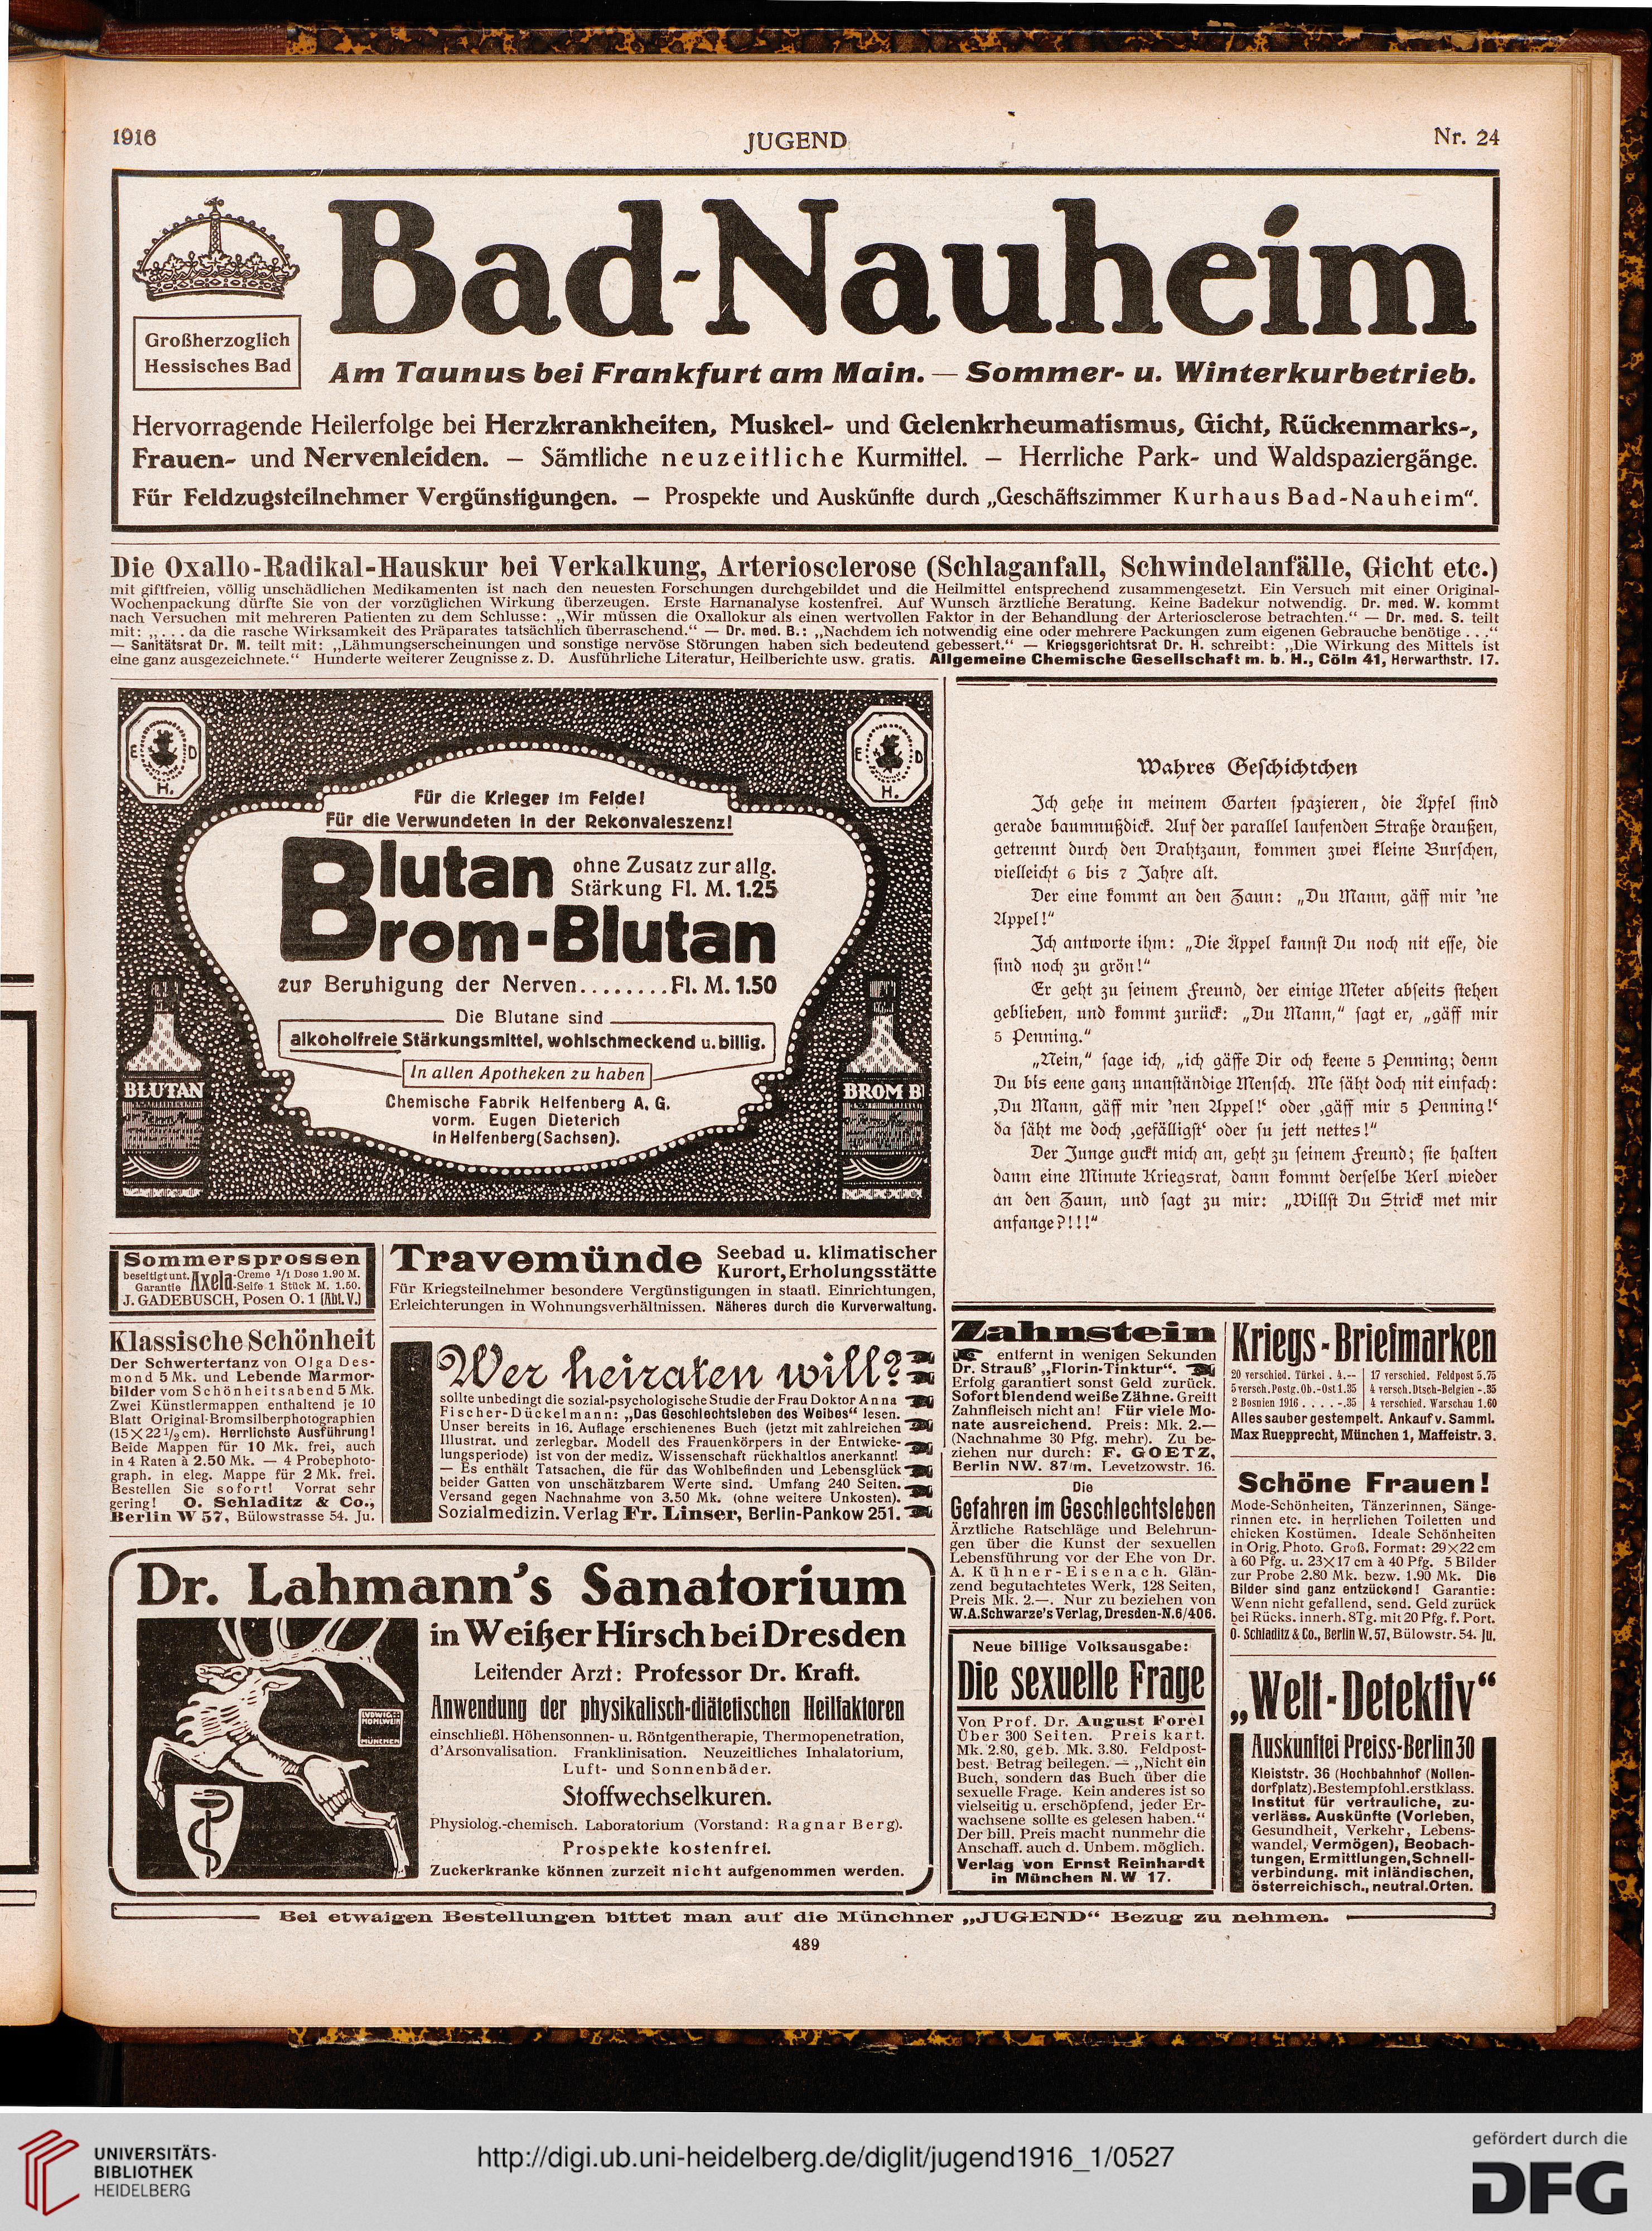 1916
JUGEND
Nr. 24
Großherzoglich
Hessisches Bad
Bad-Nauheim
Am Taunus bei Frankfurt am Main. — Sommer- u. Winterkurbetrieb.
Hervorragende Heilerfolge bei Herzkrankheiten, Muskel- und Gelenkrheumatismus, Gicht, Rückenmarks-,
Frauen- und Nervenleiden. — Sämtliche neuzeitliche Kurmittel. — Herrliche Park- und Waldspaziergänge.
Für Feldzugsteilnehmer Vergünstigungen. — Prospekte und Auskünfte durch „Geschäftszimmer Kurhaus Bad-Nauheim“.
Die Oxallo-Radikal-Hauskur bei Verkalkung, Arteriosclerose (Schlaganfall, Schwindelanfälle, Gicht etc.)
mit giftfreien, völlig unschädlichen Medikamenten ist nach den neuesten Forschungen durchgebildet und die Heilmittel entsprechend zusammengesetzt. Ein Versuch mit einer Original-
Wochenpackung dürfte Sie von der vorzüglichen Wirkung überzeugen. Erste Harnanalyse kostenfrei. Auf Wunsch ärztliche Beratung. Keine Badekur notwendig. Dr. med. W. kommt
nach Versuchen mit mehreren Patienten zu dem Schlusse: „Wir müssen die Oxallokur als einen wertvollen Faktor in der Behandlung der Arteriosclerose betrachten.“ — Dr. med. S. teilt
mit: „... da die rasche Wirksamkeit des Präparates tatsächlich überraschend.“ — Dr. med. B.: „Nachdem ich notwendig eine oder mehrere Packungen zum eigenen Gebrauche benötige . . .“
— Sanitätsrat Dr. M. teilt mit: „Lähmungserscheinungen und sonstige nervöse Störungen haben sich bedeutend gebessert.“ — Kriegsgerichtsrat Dr. H. schreibt: „Die Wirkung des Mittels ist
eine ganz ausgezeichnete.“ Hunderte weiterer Zeugnisse z. D. Ausführliche Literatur, Heilberichte usw. gratis. Allgemeine Chemische Gesellschaft m. b. H., Cöln 41, Herwarthstr. 17.
E D
H.
E D
H.
Für die Krieger im Felde!
Für die Verwundeten in der Rekonvaleszenz!
Blutan ohne Zusatz zur allg.
Stärkung Fl. M. 1.25
Brom-Blutan
zur Beruhigung der Nerven........Fl. M. 1.50
Die Blutane sind
alkoholfreie Stärkungsmittel, wohlschmeckend u. billig.
In allen Apotheken zu haben
Chemische Fabrik Helfenberg A. G.
vorm. Eugen Dieterich
in Helfenberg (Sachsen).
BLUTAN
BROM B
Wahres Geschichtchen
Ich gehe in meinem Garten spazieren, die Äpfel sind
gerade baumnußdick. Auf der parallel laufenden Straße draußen,
getrennt durch den Drahtzaun, kommen zwei kleine Burschen,
vielleicht 6 bis 7 Jahre alt.
Der eine kommt an den Zaun: „Du Mann, gäff mir 'ne
Appel!“
Ich antworte ihm: „Die Äppel kannst Du noch nit esse, die
sind noch zu grön!“
Er geht zu seinem Freund, der einige Meter abseits stehen
geblieben, und kommt zurück: „Du Mann,“ sagt er, „gäff mir
5 Penning.“
„Nein,“ sage ich, „ich gäffe Dir och keene 5 Penning; denn
Du bis eene ganz unanständige Mensch. Me säht doch nit einfach:
‚Du Mann, gäff mir 'nen Appel!‘ oder ‚gäff mir 5 Penning!‘
da säht me doch ‚gefälligst‘ oder su jett nettes!“
Der Junge guckt mich an, geht zu seinem Freund; sie halten
dann eine Minute Kriegsrat, dann kommt derselbe Kerl wieder
an den Zaun, und sagt zu mir: „Willst Du Strick met mir
anfange?!!!“
Sommersprossen
beseitigt unt. Axela-Creme 1/1 Dose 1.90 M.
Garantie -Seife 1 Stück M. 1.50.
J. GADEBUSCH, Posen O. 1 (Abt. V.)
Travemünde Seebad u. klimatischer
Kurort, Erholungsstätte
Für Kriegsteilnehmer besondere Vergünstigungen in staatl. Einrichtungen,
Erleichterungen in Wohnungsverhältnissen. Näheres durch die Kurverwaltung.
Klassische Schönheit
Der Schwertertanz von Olga Des-
mond 5 Mk. und Lebende Marmor-
bilder vom Schönheitsabend 5 Mk.
Zwei Künstlermappen enthaltend je 10
Blatt Original-Bromsilberphotographien
(15×22½cm). Herrlichste Ausführung!
Beide Mappen für 10 Mk. frei, auch
in 4 Raten à 2.50 Mk. — 4 Probephoto-
graph. in eleg. Mappe für 2 Mk. frei.
Bestellen Sie sofort! Vorrat sehr
gering! O. Schladitz & Co.,
Berlin W 57, Bülowstrasse 54. Ju.
Wer heiraten will?
sollte unbedingt die sozial-psychologische Studie der Frau Doktor Anna
Fischer-Dückelmann: „Das Geschlechtsleben des Weibes“ lesen.
Unser bereits in 16. Auflage erschienenes Buch (jetzt mit zahlreichen
Illustrat. und zerlegbar. Modell des Frauenkörpers in der Entwicke-
lungsperiode) ist von der mediz. Wissenschaft rückhaltlos anerkannt!
— Es enthält Tatsachen, die für das Wohlbefinden und Lebensglück
beider Gatten von unschätzbarem Werte sind. Umfang 240 Seiten.
Versand gegen Nachnahme von 3.50 Mk. (ohne weitere Unkosten).
Sozialmedizin. Verlag Fr. Linser, Berlin-Pankow 251.
Dr. Lahmann's Sanatorium
in Weißer Hirsch bei Dresden
Leitender Arzt: Professor Dr. Kraft.
Anwendung der physikalisch-diätetischen Heilfaktoren
einschließl. Höhensonnen- u. Röntgentherapie, Thermopenetration,
d'Arsonvalisation. Franklinisation. Neuzeitliches Inhalatorium,
Luft- und Sonnenbäder.
Stoffwechselkuren.
Physiolog.-chemisch. Laboratorium (Vorstand: Ragnar Berg).
Prospekte kostenfrei.
Zuckerkranke können zurzeit nicht aufgenommen werden.
LUDWIG
HOHLWEIN
MÜNCHEN
Zahnstein
entfernt in wenigen Sekunden
Dr. Strauß' „Florin-Tinktur“.
Erfolg garantiert sonst Geld zurück.
Sofort blendend weiße Zähne. Greift
Zahnfleisch nicht an! Für viele Mo-
nate ausreichend. Preis: Mk. 2.—
(Nachnahme 30 Pfg. mehr). Zu be-
ziehen nur durch: F. GOETZ,
Berlin NW. 87/m, Levetzowstr. 16.
Die
Gefahren im Geschlechtsleben
Ärztliche Ratschläge und Belehrun-
gen über die Kunst der sexuellen
Lebensführung vor der Ehe von Dr.
A. Kühner-Eisenach. Glän-
zend begutachtetes Werk, 128 Seiten,
Preis Mk. 2.—. Nur zu beziehen von
W.A.Schwarze's Verlag, Dresden-N.6/406.
Neue billige Volksausgabe:
Die sexuelle Frage
Von Prof. Dr. August Forel
Über 300 Seiten. Preis kart.
Mk. 2.80, geb. Mk. 3.80. Feldpost-
best. Betrag beilegen. — „Nicht ein
Buch, sondern das Buch über die
sexuelle Frage. Kein anderes ist so
vielseitig u. erschöpfend, jeder Er-
wachsene sollte es gelesen haben.“
Der bill. Preis macht nunmehr die
Anschaff. auch d. Unbem. möglich.
Verlag von Ernst Reinhardt
in München N. W 17.
Kriegs-Briefmarken
20 verschied. Türkei . 4.-- | 17 verschied. Feldpost 5.75
5 versch. Postg. Ob.-Ost 1.35 | 4 versch. Dtsch-Belgien -.35
2 Bosnien 1916 . . . . -.35 | 4 verschied. Warschau 1.60
Alles sauber gestempelt. Ankauf v. Samml.
Max Ruepprecht, München 1, Maffeistr. 3.
Schöne Frauen!
Mode-Schönheiten, Tänzerinnen, Sänge-
rinnen etc. in herrlichen Toiletten und
chicken Kostümen. Ideale Schönheiten
in Orig. Photo. Groß. Format: 29×22 cm
à 60 Pfg. u. 23×17 cm à 40 Pfg. 5 Bilder
zur Probe 2.80 Mk. bezw. 1.90 Mk. Die
Bilder sind ganz entzückend! Garantie:
Wenn nicht gefallend, send. Geld zurück
bei Rücks. innerh. 8Tg. mit 20 Pfg. f. Port.
O. Schladitz & Co., Berlin W. 57, Bülowstr. 54. Ju.
„Welt-Detektiv“
Auskunftei Preiss-Berlin 30
Kleiststr. 36 (Hochbahnhof (Nollen-
dorfplatz). Bestempfohl. erstklass.
Institut für vertrauliche, zu-
verläss. Auskünfte (Vorleben,
Gesundheit, Verkehr, Lebens-
wandel, Vermögen), Beobach-
tungen, Ermittlungen, Schnell-
verbindung. mit inländischen,
österreichisch., neutral. Orten.
Bei etwaigen Bestellungen bittet man auf die Münchner „JUGEND“ Bezug zu nehmen.
489
UNIVERSITÄTS-
BIBLIOTHEK
HEIDELBERG
http://digi.ub.uni-heidelberg.de/diglit/jugend1916_1/0527
gefördert durch die
DFG